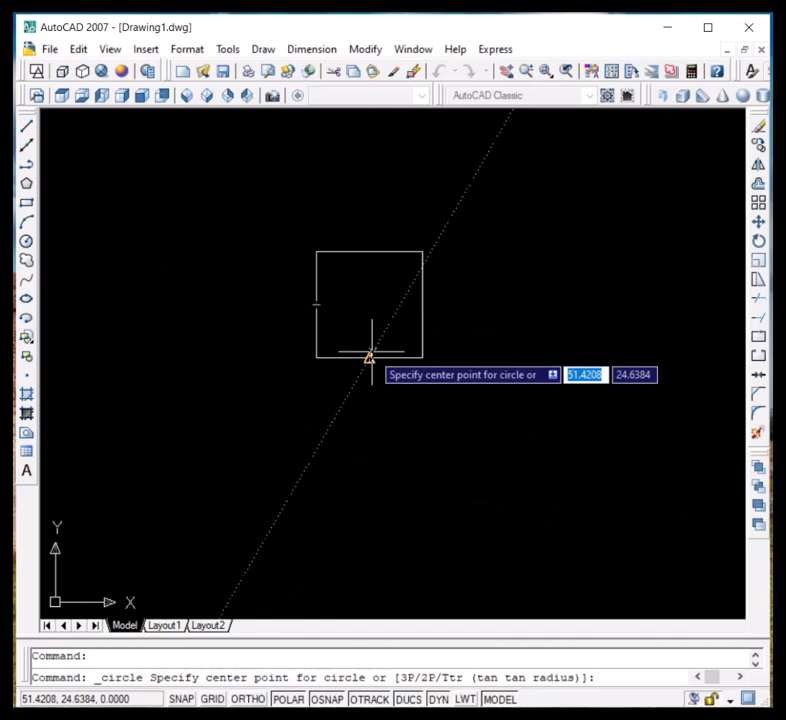 AutoCAD 2007 - [Drawing1.dwg]
File Edit View Insert Format Tools Draw Dimension Modify Window Help Express
AutoCAD Classic
Specify center point for circle or 51.4208 24.6384
Y
X
A
Model Layout1 Layout2
Command:
Command: _circle Specify center point for circle or [3P/2P/Ttr (tan tan radius)]:
51.4208, 24.6384, 0.0000 SNAP GRID ORTHO POLAR OSNAP OTRACK DUCS DYN LWT MODEL